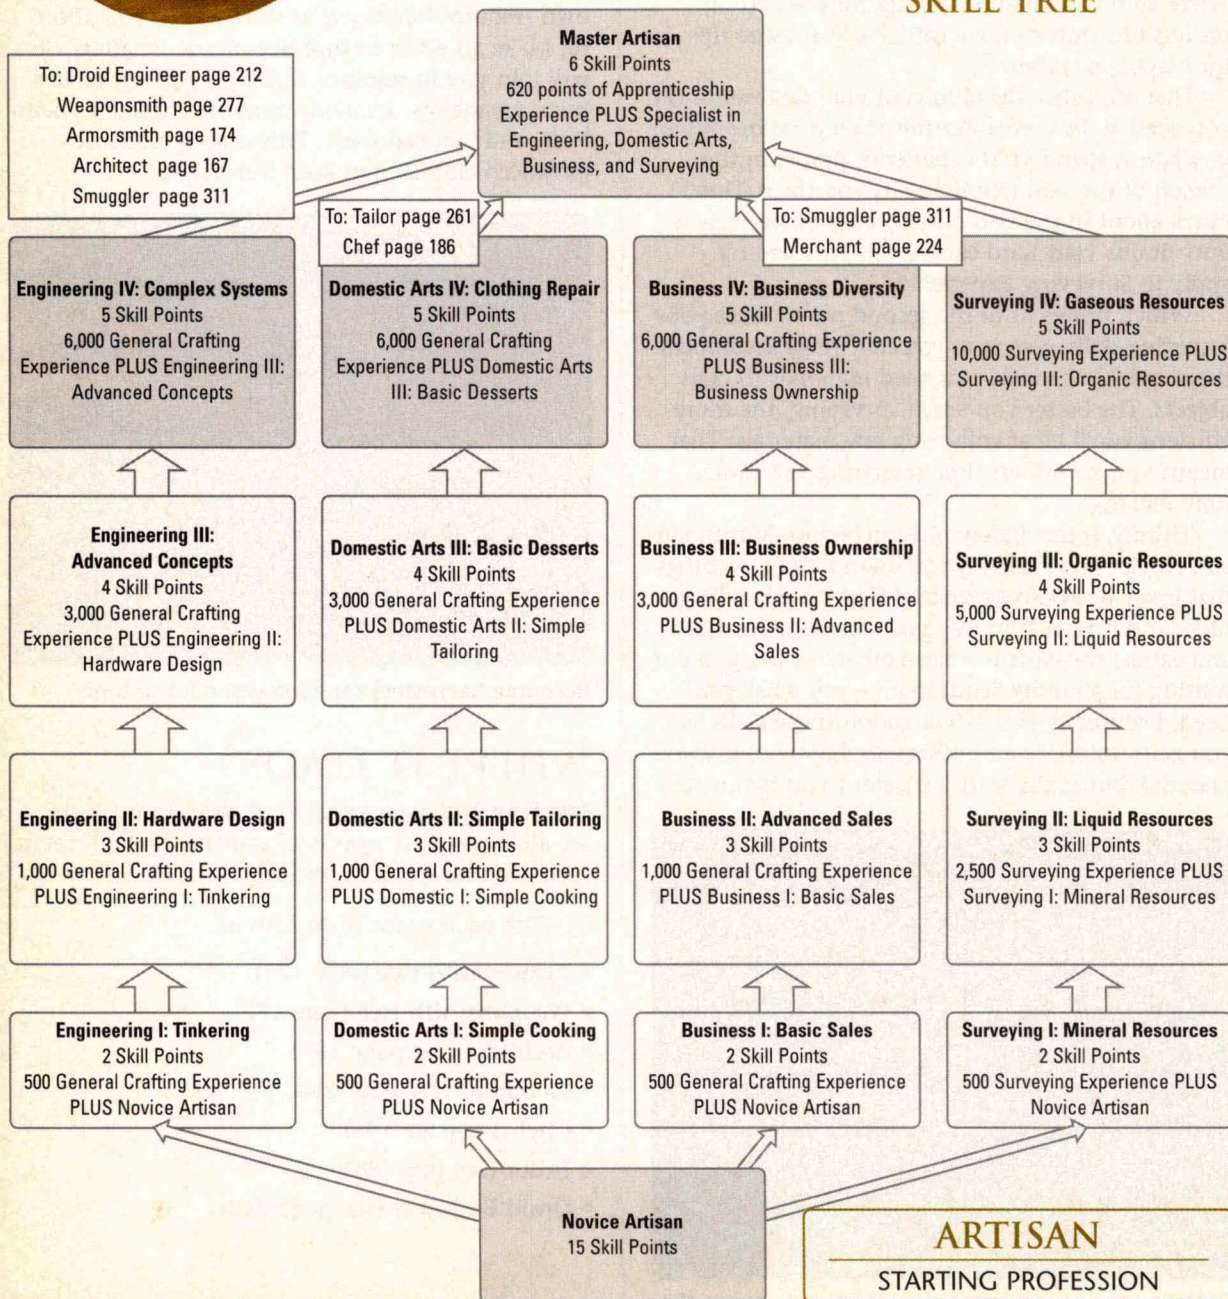 SKILL TREE
Master Artisan
6 Skill Points
620 points of Apprenticeship
Experience PLUS Specialist in
Engineering, Domestic Arts,
Business, and Surveying
To: Droid Engineer page 212
Weaponsmith page 277
Armorsmith page 174
Architect page 167
Smuggler page 311
To: Tailor page 261
Chef page 186
To: Smuggler page 311
Merchant page 224
Engineering IV: Complex Systems
5 Skill Points
6,000 General Crafting
Experience PLUS Engineering III:
Advanced Concepts
Domestic Arts IV: Clothing Repair
5 Skill Points
6,000 General Crafting
Experience PLUS Domestic Arts
III: Basic Desserts
Business IV: Business Diversity
5 Skill Points
6,000 General Crafting Experience
PLUS Business III:
Business Ownership
Surveying IV: Gaseous Resources
5 Skill Points
10,000 Surveying Experience PLUS
Surveying III: Organic Resources
Engineering III:
Advanced Concepts
4 Skill Points
3,000 General Crafting
Experience PLUS Engineering II:
Hardware Design
Domestic Arts III: Basic Desserts
4 Skill Points
3,000 General Crafting Experience
PLUS Domestic Arts II: Simple
Tailoring
Business III: Business Ownership
4 Skill Points
3,000 General Crafting Experience
PLUS Business II: Advanced
Sales
Surveying III: Organic Resources
4 Skill Points
5,000 Surveying Experience PLUS
Surveying II: Liquid Resources
Engineering II: Hardware Design
3 Skill Points
1,000 General Crafting Experience
PLUS Engineering I: Tinkering
Domestic Arts II: Simple Tailoring
3 Skill Points
1,000 General Crafting Experience
PLUS Domestic I: Simple Cooking
Business II: Advanced Sales
3 Skill Points
1,000 General Crafting Experience
PLUS Business I: Basic Sales
Surveying II: Liquid Resources
3 Skill Points
2,500 Surveying Experience PLUS
Surveying I: Mineral Resources
Engineering I: Tinkering
2 Skill Points
500 General Crafting Experience
PLUS Novice Artisan
Domestic Arts I: Simple Cooking
2 Skill Points
500 General Crafting Experience
PLUS Novice Artisan
Business I: Basic Sales
2 Skill Points
500 General Crafting Experience
PLUS Novice Artisan
Surveying I: Mineral Resources
2 Skill Points
500 Surveying Experience PLUS
Novice Artisan
Novice Artisan
15 Skill Points
ARTISAN
STARTING PROFESSION